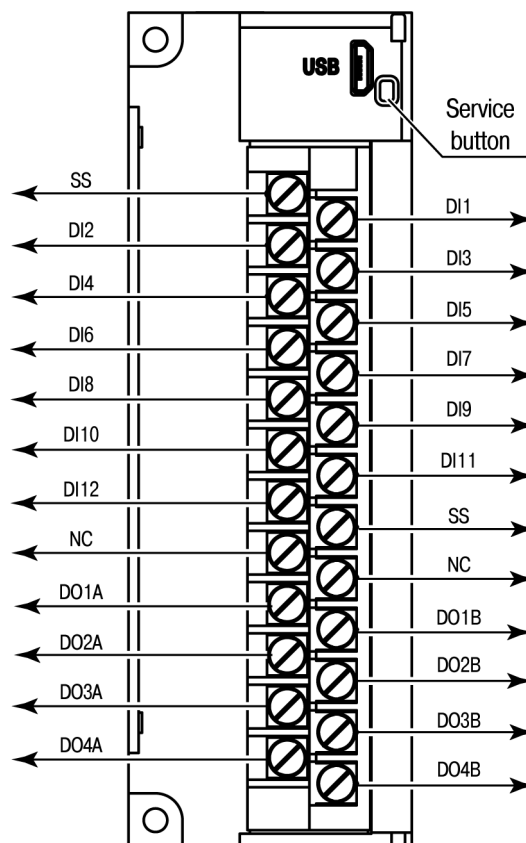 USB
Service
button
SS
DI1
DI2
DI3
DI4
DI5
DI6
DI7
DI8
DI9
DI10
DI11
DI12
SS
NC
NC
DO1A
DO1B
DO2A
DO2B
DO3A
DO3B
DO4A
DO4B